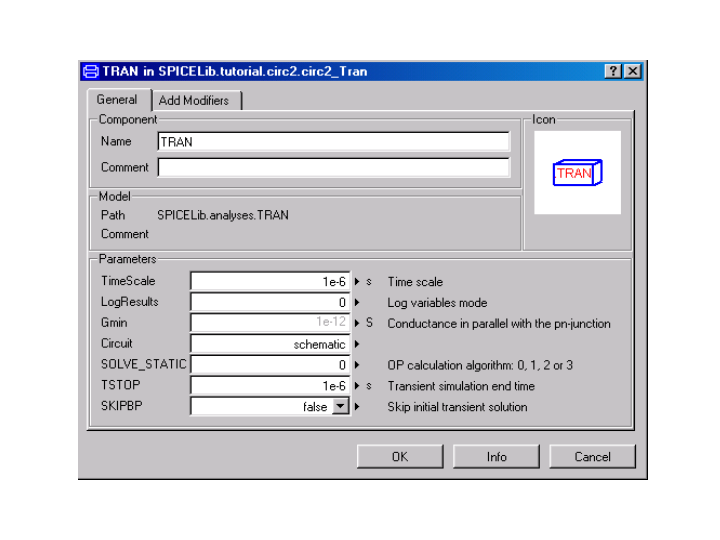 TRAN in SPICELib.tutorial.circ2.circ2_Tran
General Add Modifiers
Component
Icon
Name TRAN
Comment
TRAN
Model
Path SPICELib.analyses.TRAN
Comment
Parameters
TimeScale 1e-6 s Time scale
LogResults 0 Log variables mode
Gmin 1e-12 S Conductance in parallel with the pn-junction
Circuit schematic
SOLVE_STATIC 0 OP calculation algorithm: 0, 1, 2 or 3
TSTOP 1e-6 s Transient simulation end time
SKIPBP false Skip initial transient solution
OK Info Cancel